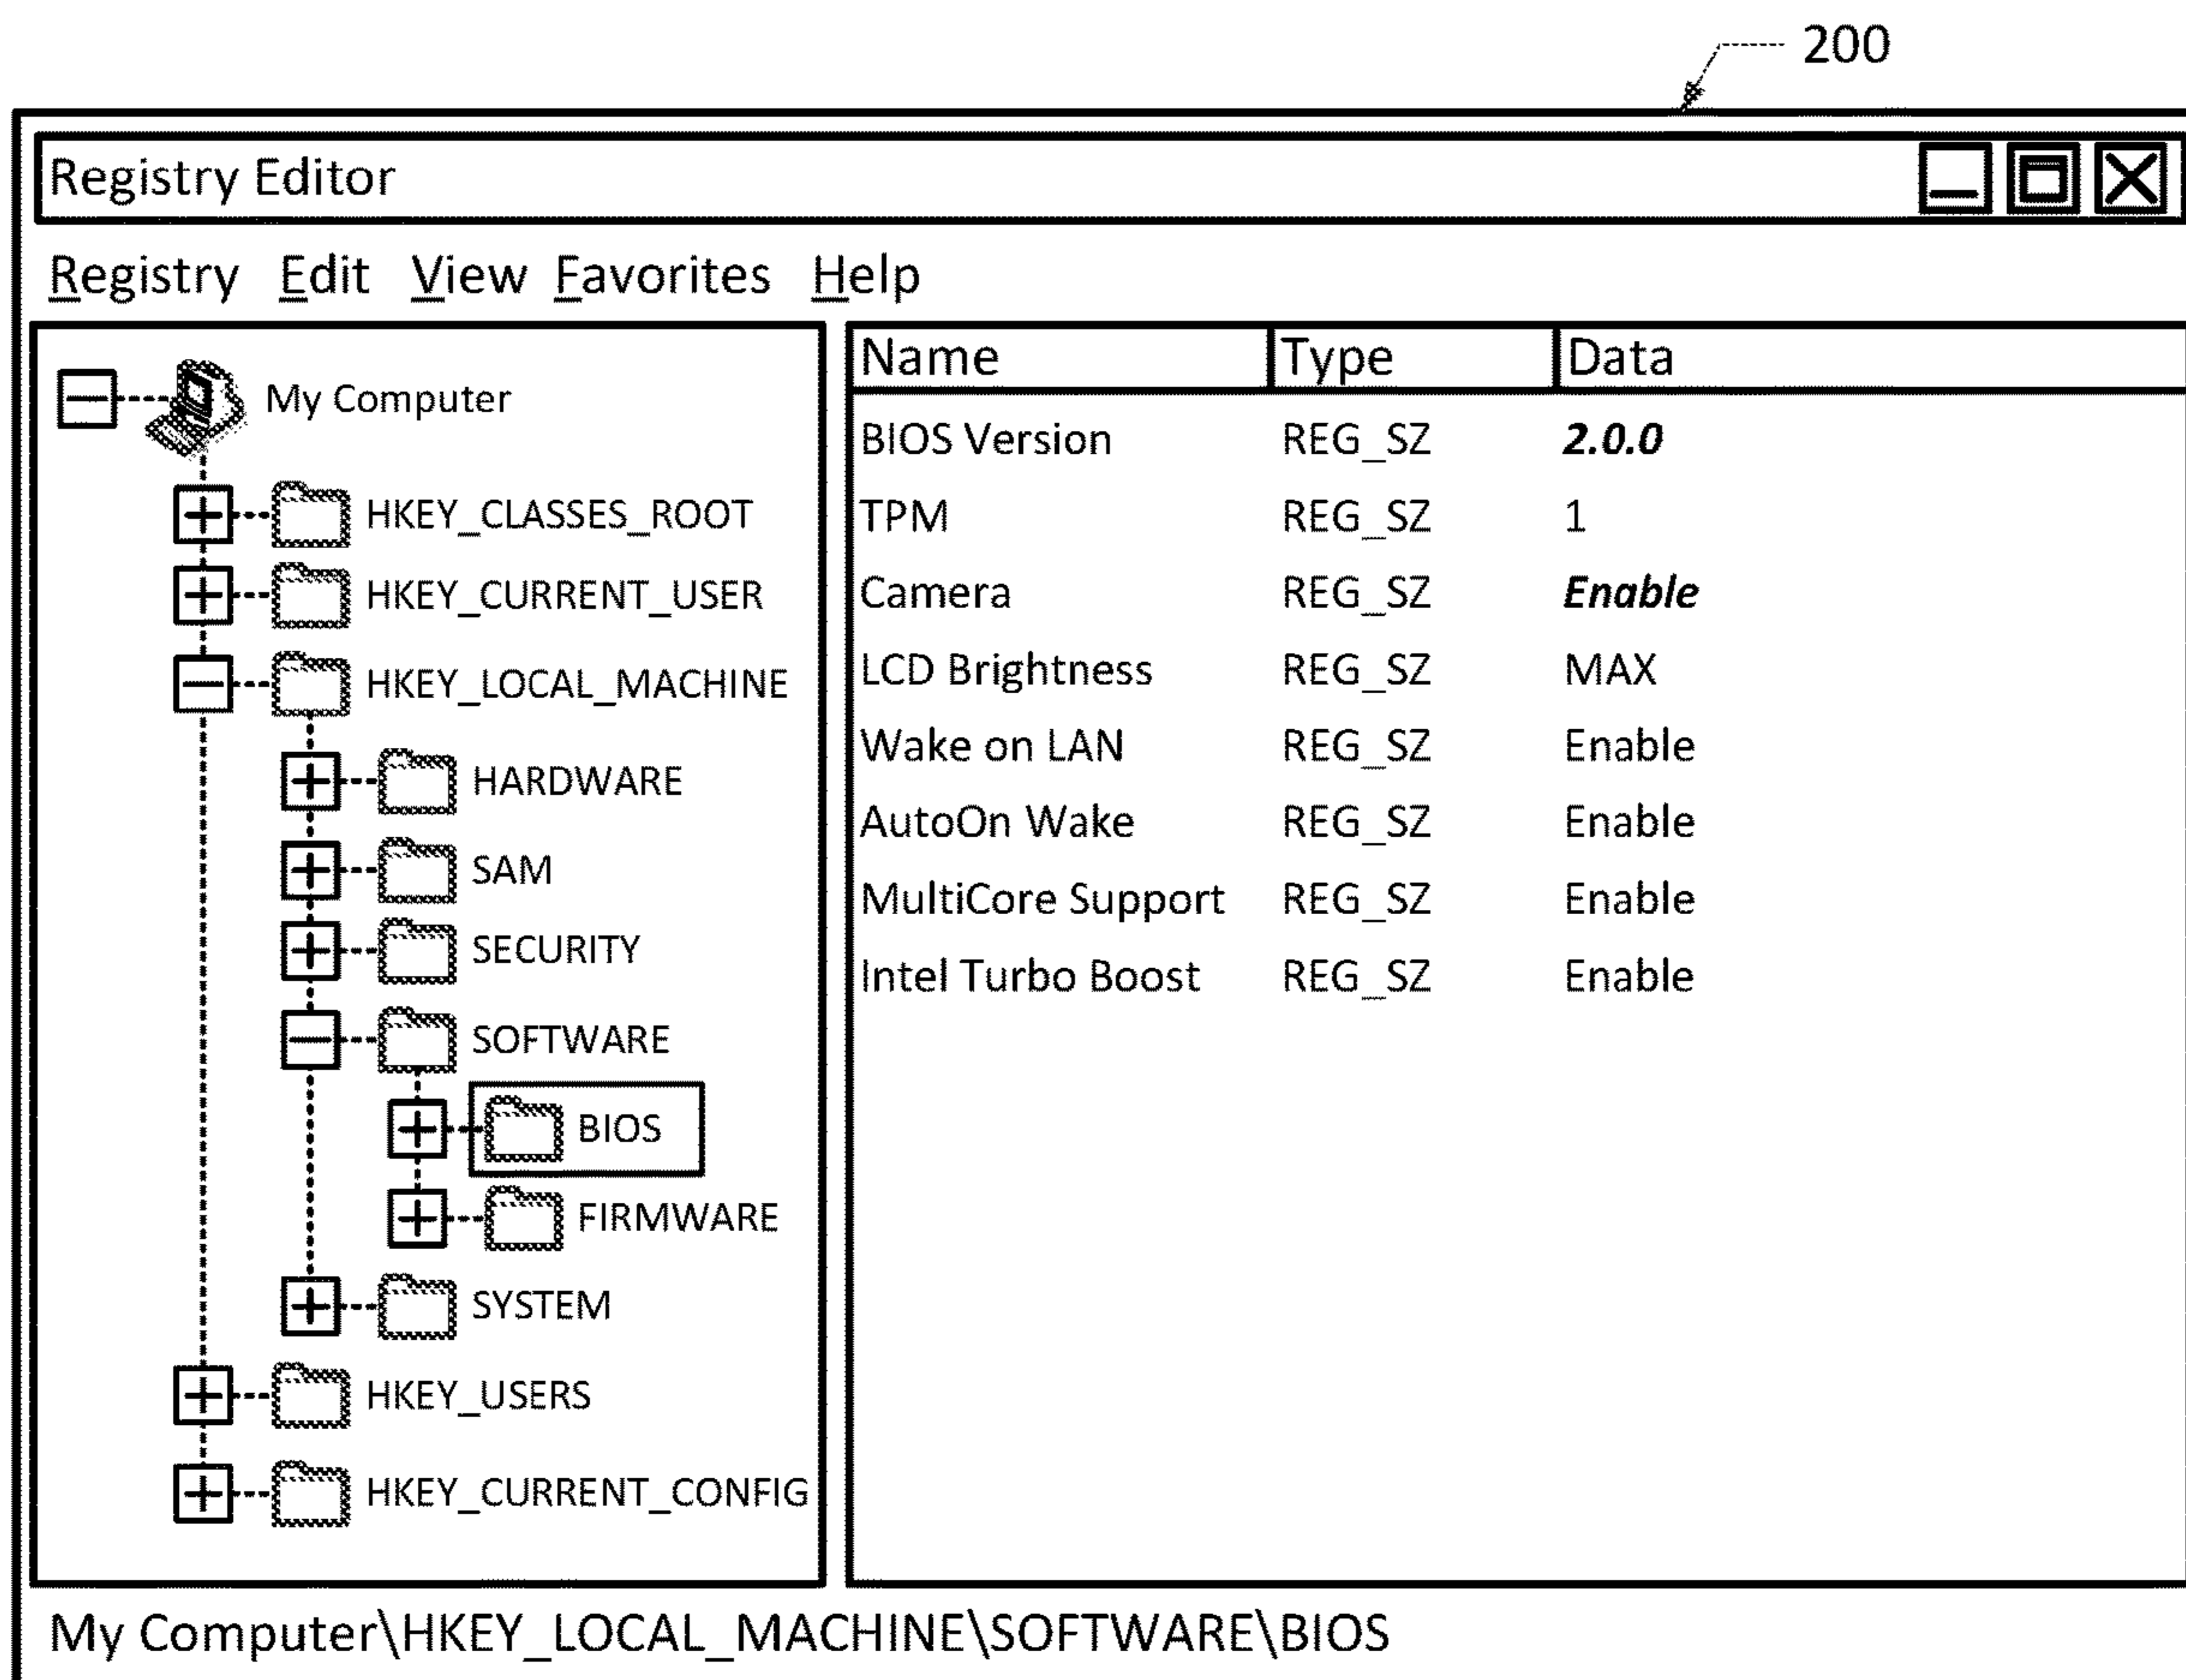 200
Registry Editor
Registry Edit View Favorites Help
My Computer
HKEY_CLASSES_ROOT
HKEY_CURRENT_USER
HKEY_LOCAL_MACHINE
HARDWARE
SAM
SECURITY
SOFTWARE
BIOS
FIRMWARE
SYSTEM
HKEY_USERS
HKEY_CURRENT_CONFIG
Name Type Data
BIOS Version REG_SZ 2.0.0
TPM REG_SZ 1
Camera REG_SZ Enable
LCD Brightness REG_SZ MAX
Wake on LAN REG_SZ Enable
AutoOn Wake REG_SZ Enable
MultiCore Support REG_SZ Enable
Intel Turbo Boost REG_SZ Enable
My Computer\HKEY_LOCAL_MACHINE\SOFTWARE\BIOS